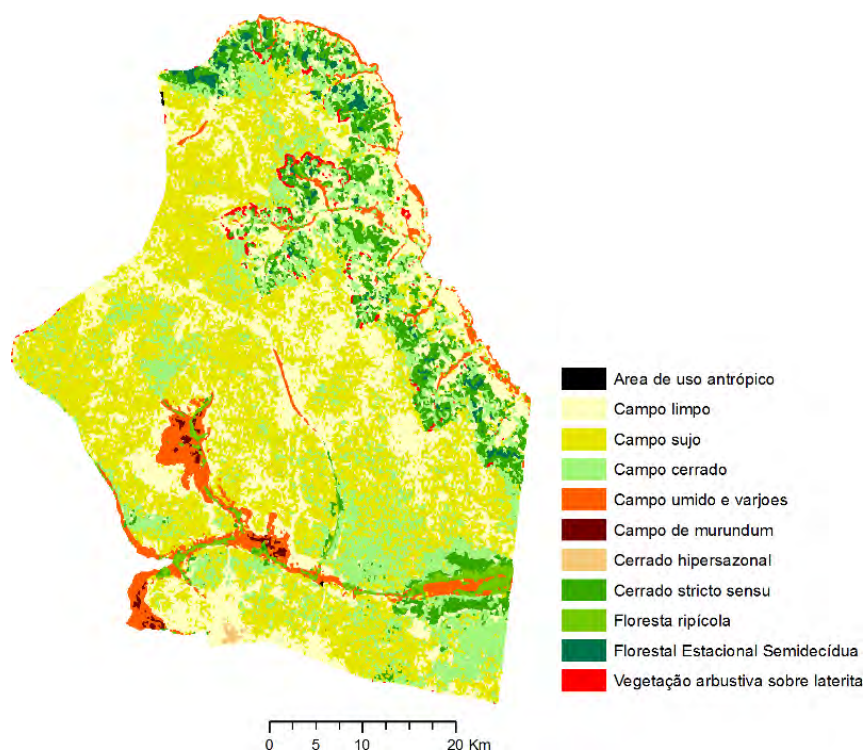 Area de uso antrópico
Campo limpo
Campo sujo
Campo cerrado
Campo umido e varjoes
Campo de murundum
Cerrado hipersazonal
Cerrado stricto sensu
Floresta ripícola
Florestal Estacional Semidecídua
Vegetação arbustiva sobre laterita
0 5 10 20 Km